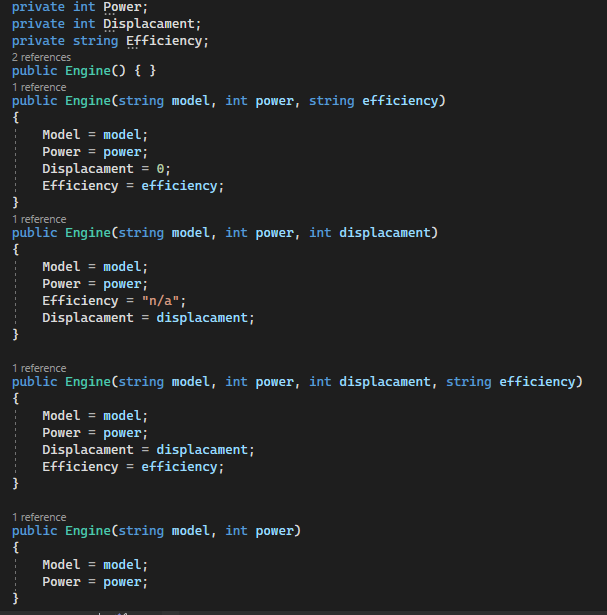 private int Power;
private int Displacament;
private string Efficiency;
2 references
public Engine() { }
1 reference
public Engine(string model, int power, string efficiency)
{
Model = model;
Power = power;
Displacament = 0;
Efficiency = efficiency;
}
1 reference
public Engine(string model, int power, int displacament)
{
Model = model;
Power = power;
Efficiency = "n/a";
Displacament = displacament;
}
1 reference
public Engine(string model, int power, int displacament, string efficiency)
{
Model = model;
Power = power;
Displacament = displacament;
Efficiency = efficiency;
}
1 reference
public Engine(string model, int power)
{
Model = model;
Power = power;
}